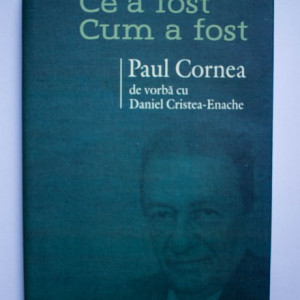 Ce a fost
Cum a fost
Paul Cornea
de vorbă cu
Daniel Cristea-Enache